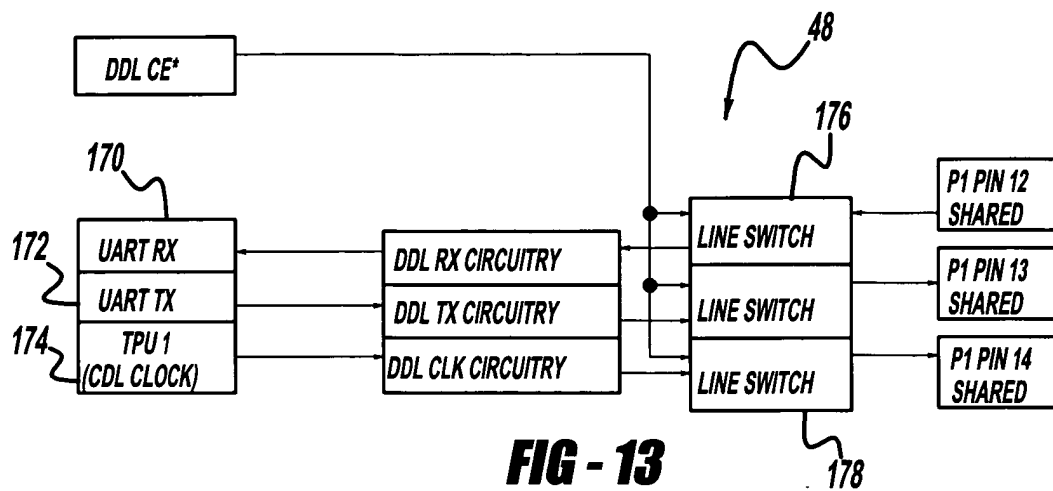 DDL CE*
48
176
170
P1 PIN 12
SHARED
UART RX
DDL RX CIRCUITRY
LINE SWITCH
172
UART TX
DDL TX CIRCUITRY
LINE SWITCH
P1 PIN 13
SHARED
174
TPU 1
(CDL CLOCK)
DDL CLK CIRCUITRY
LINE SWITCH
P1 PIN 14
SHARED
178
FIG - 13